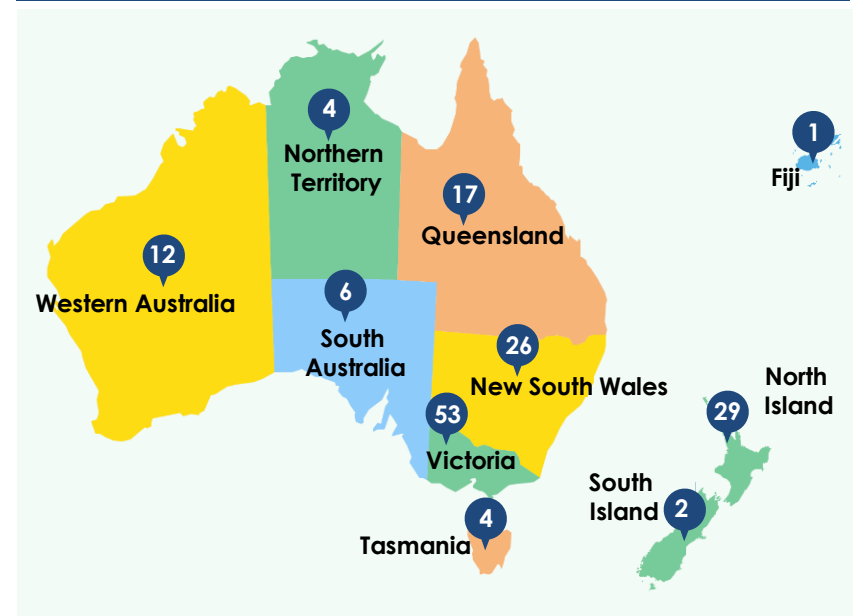 4
Northern
Territory
1
Fiji
17
Queensland
12
Western Australia
6
South
Australia
26
New South Wales
North
Island
29
53
Victoria
South
Island
2
4
Tasmania